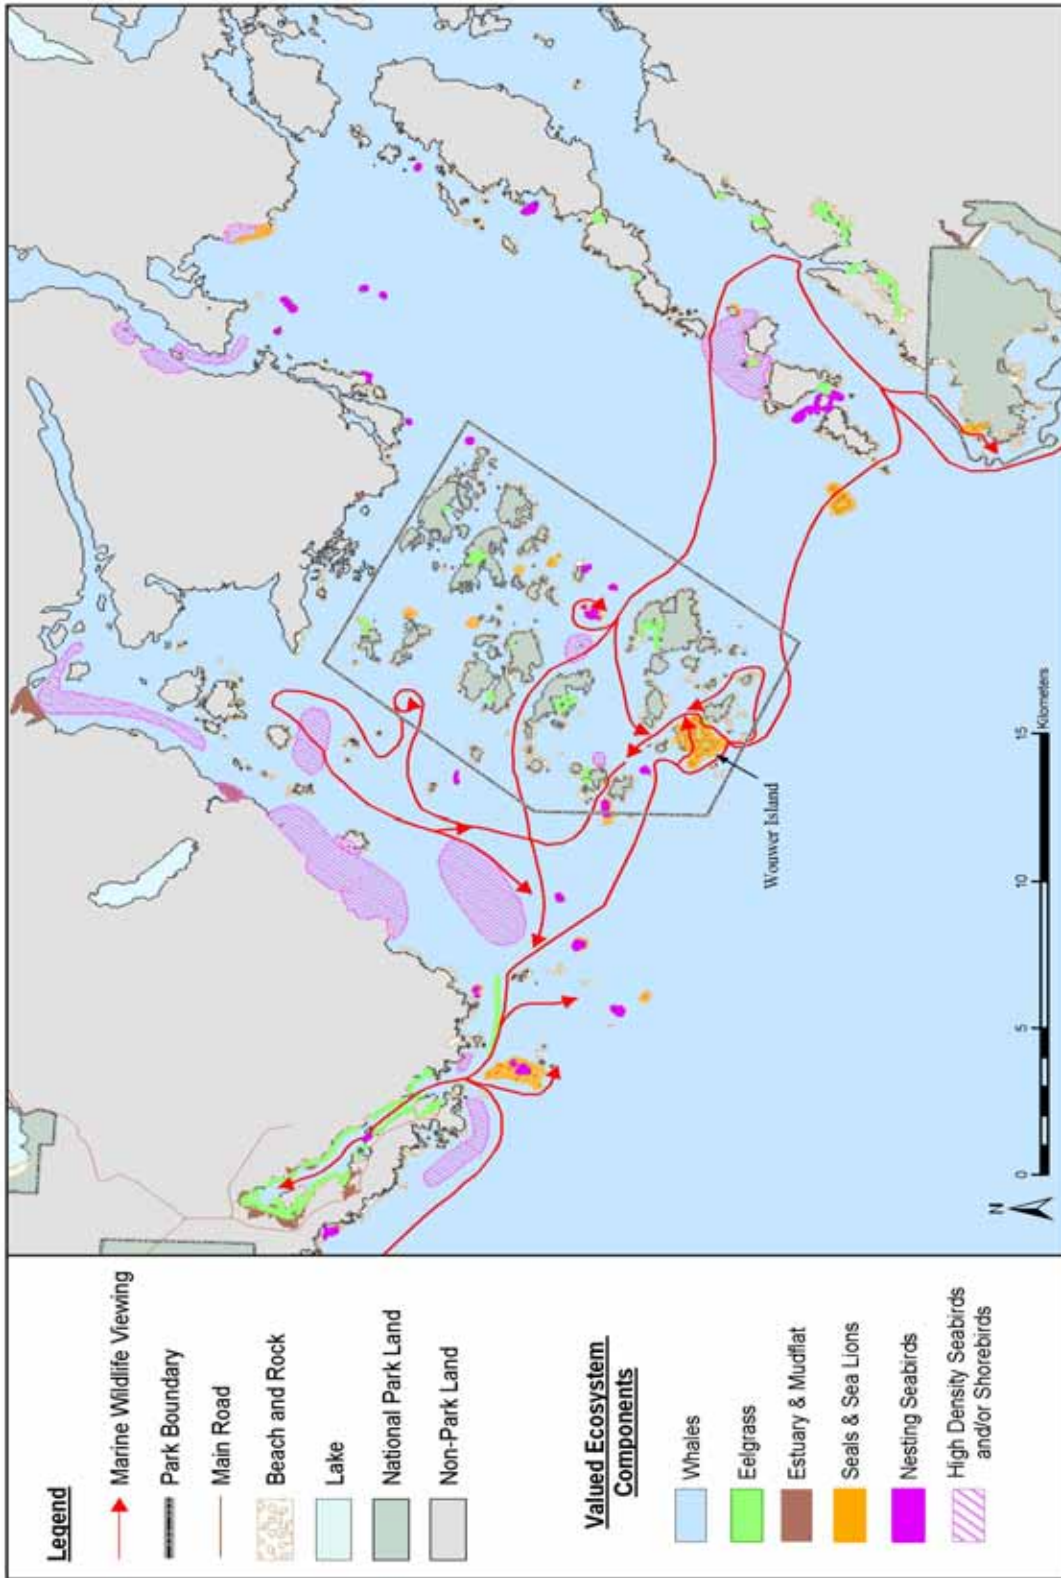 Legend
Marine Wildlife Viewing
Park Boundary
Main Road
Beach and Rock
Lake
National Park Land
Non-Park Land
Valued Ecosystem
Components
Whales
Eelgrass
Estuary & Mudflat
Seals & Sea Lions
Nesting Seabirds
High Density Seabirds
and/or Shorebirds
Wouwer Island
N
0
5
10
15
Kilometers